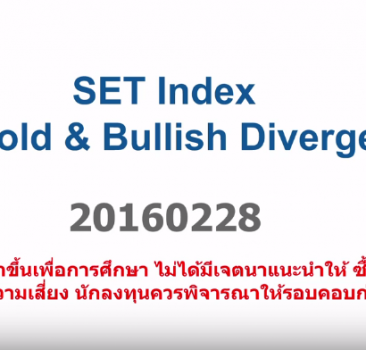 SET Index
old & Bullish Diverge
20160228
ขึ้นเพื่อการศึกษา ไม่ได้มีเจตนาแนะนำให้ ซื้
วามเสี่ยง นักลงทุนควรพิจารณาให้รอบคอบก